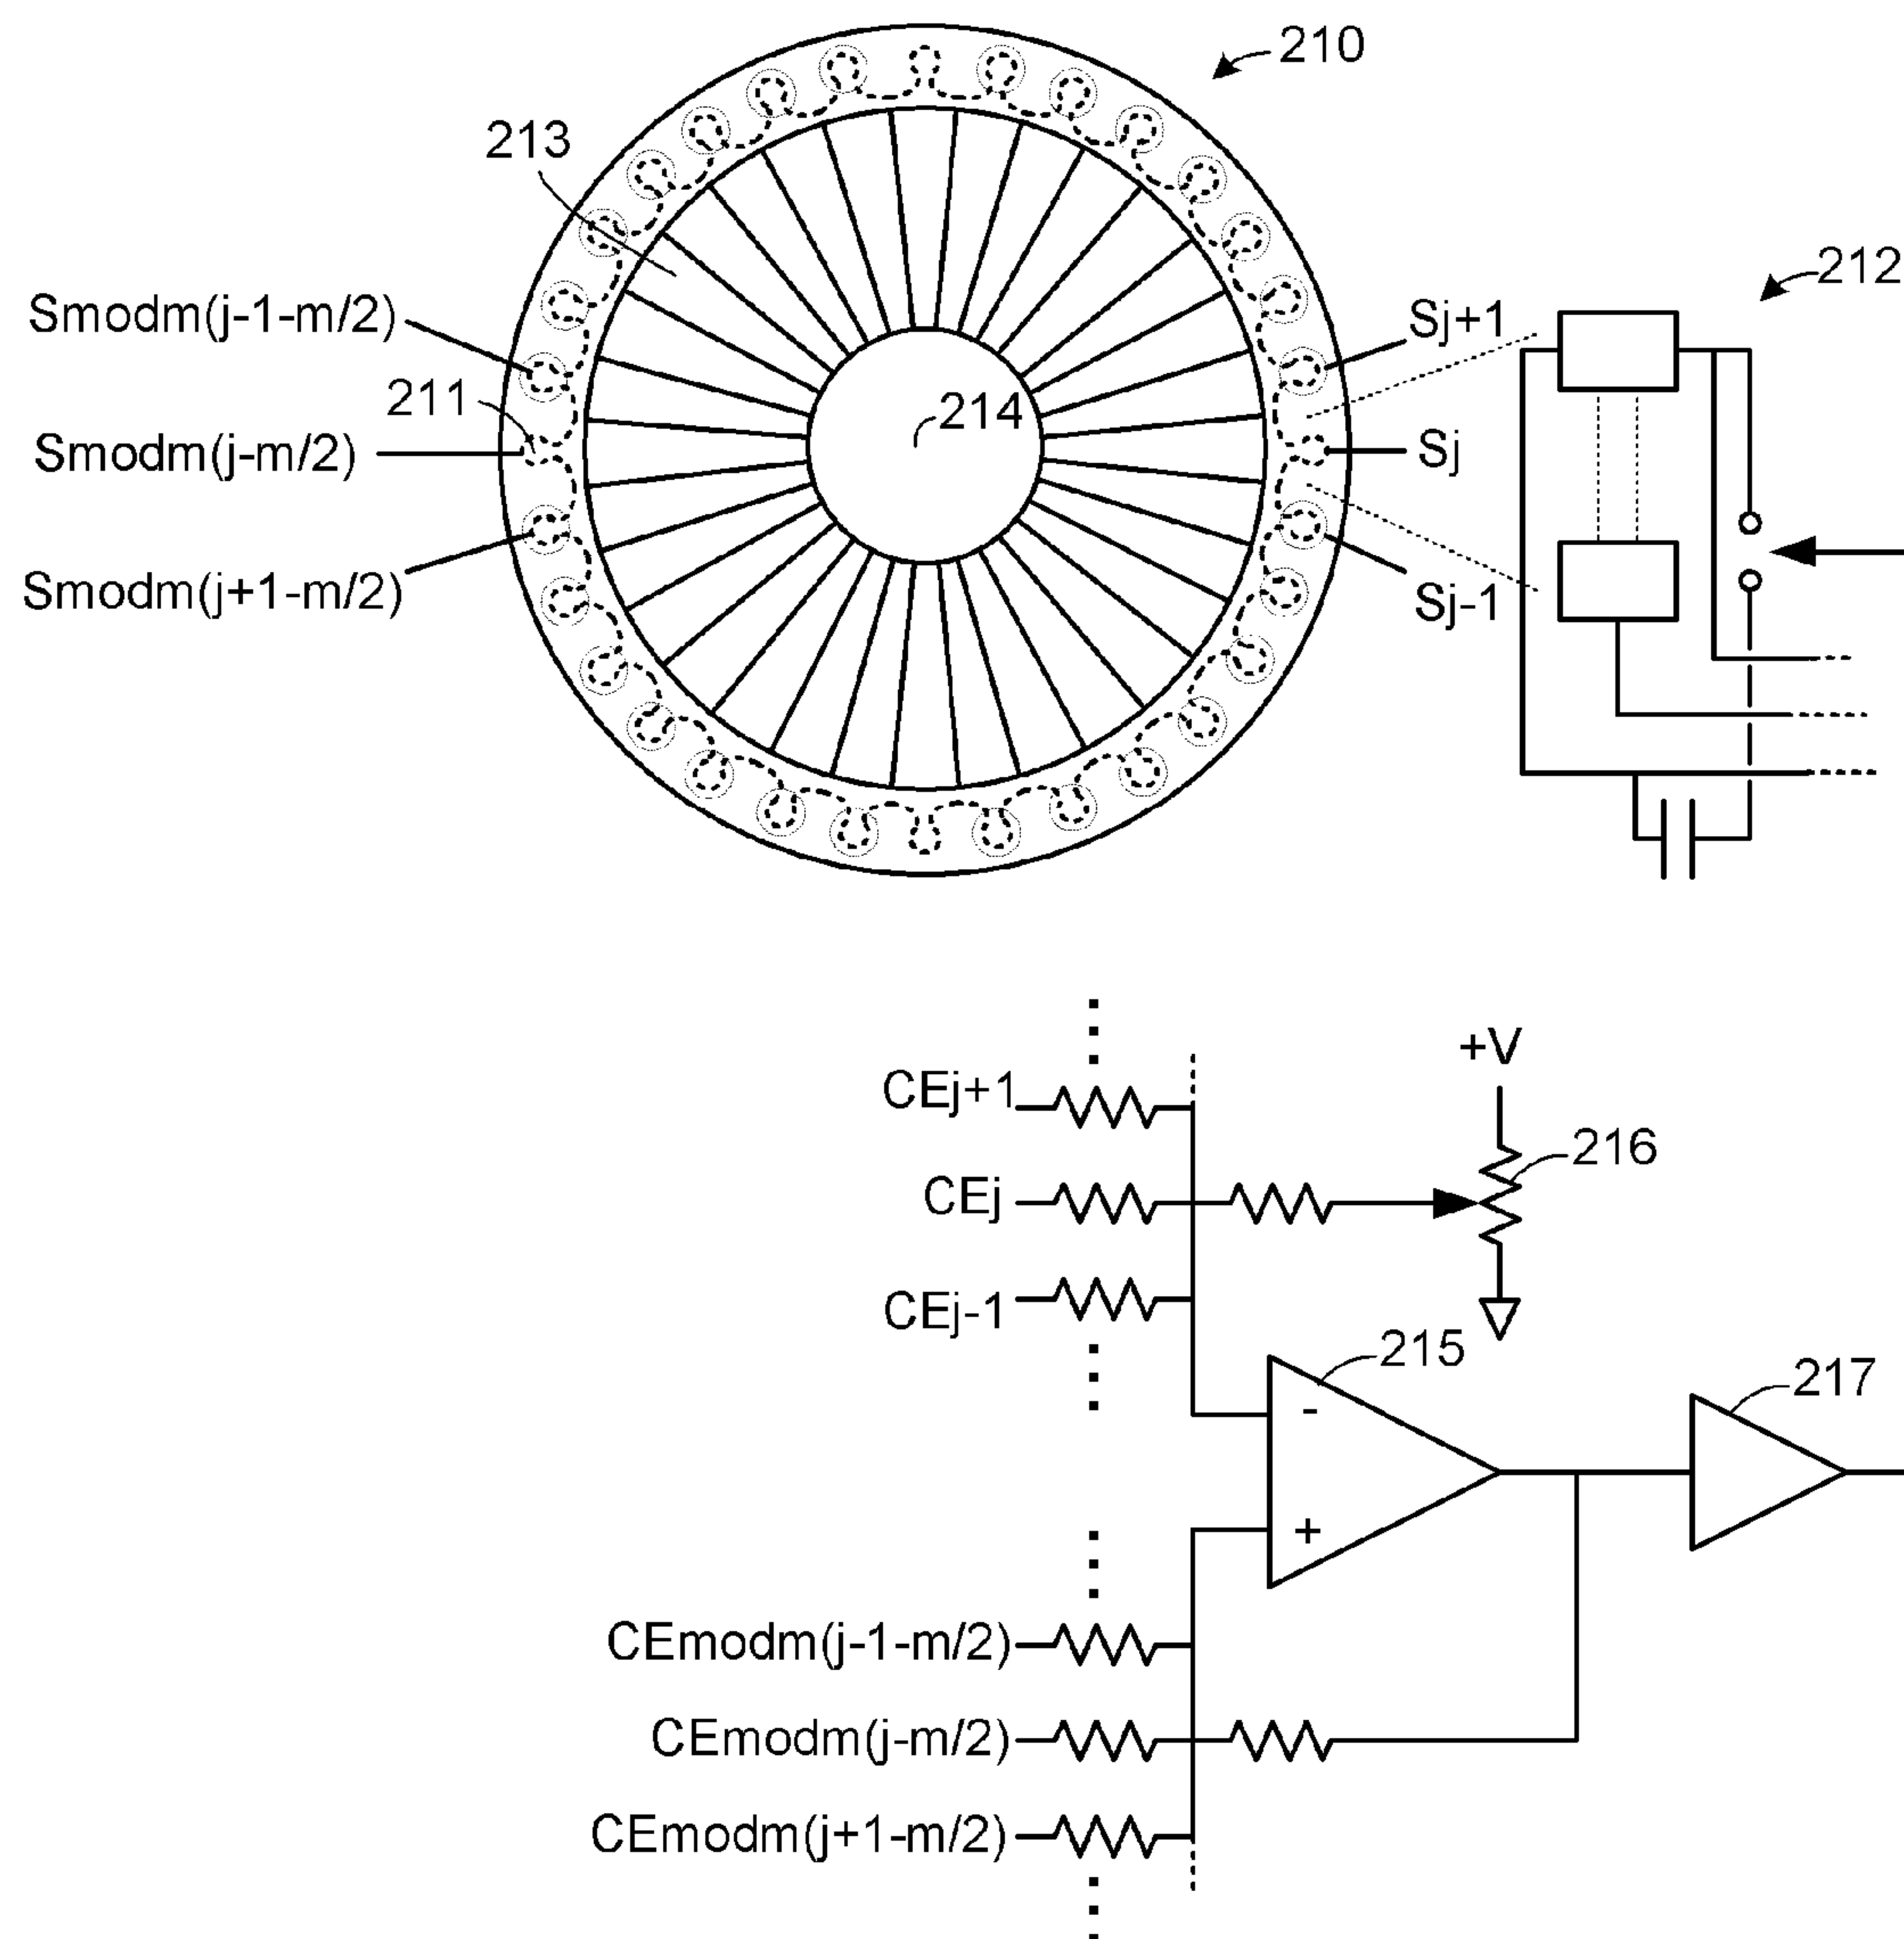 210
213
212
Smodm(j-1-m/2)
Sj+1
211
214
Smodm(j-m/2)
Sj
Smodm(j+1-m/2)
Sj-1
+V
CEj+1
216
CEj
CEj-1
215
217
-
+
CEmodm(j-1-m/2)
CEmodm(j-m/2)
CEmodm(j+1-m/2)